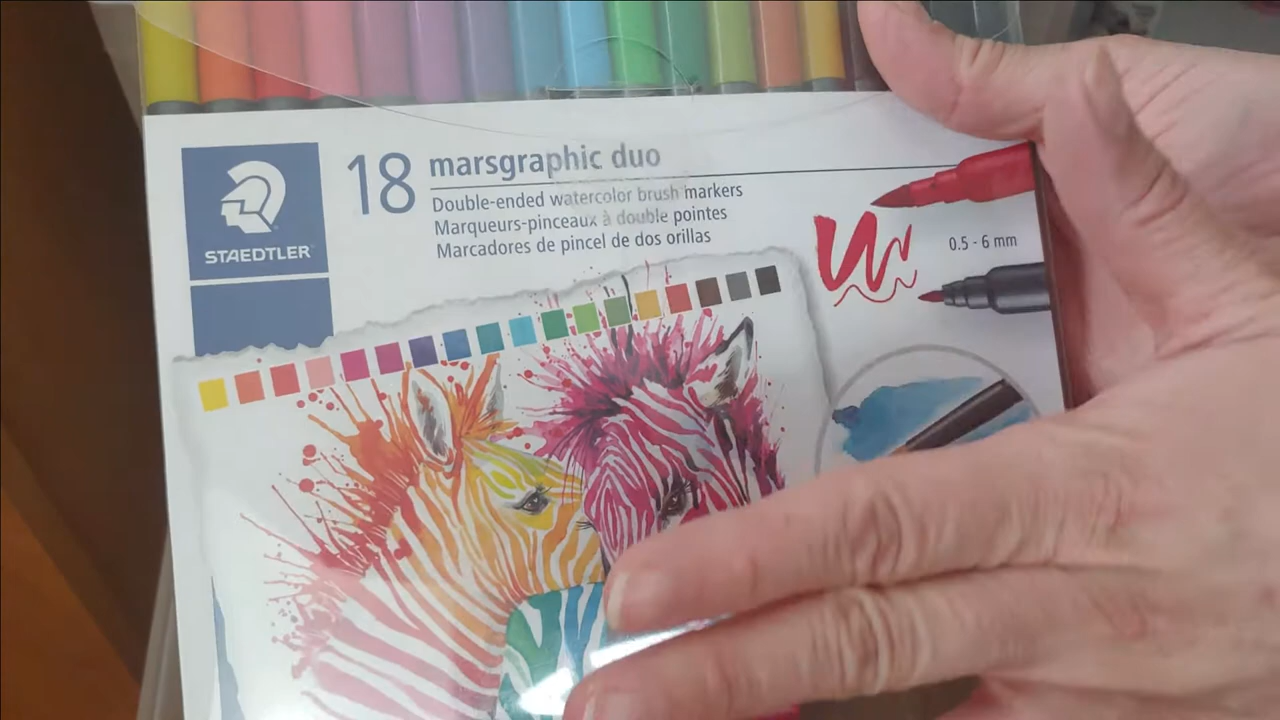 STAEDTLER®
18 marsgraphic duo
Double-ended watercolor brush markers
Marqueurs-pinceaux à double pointes
Marcadores de pincel de dos orillas
0.5 - 6 mm